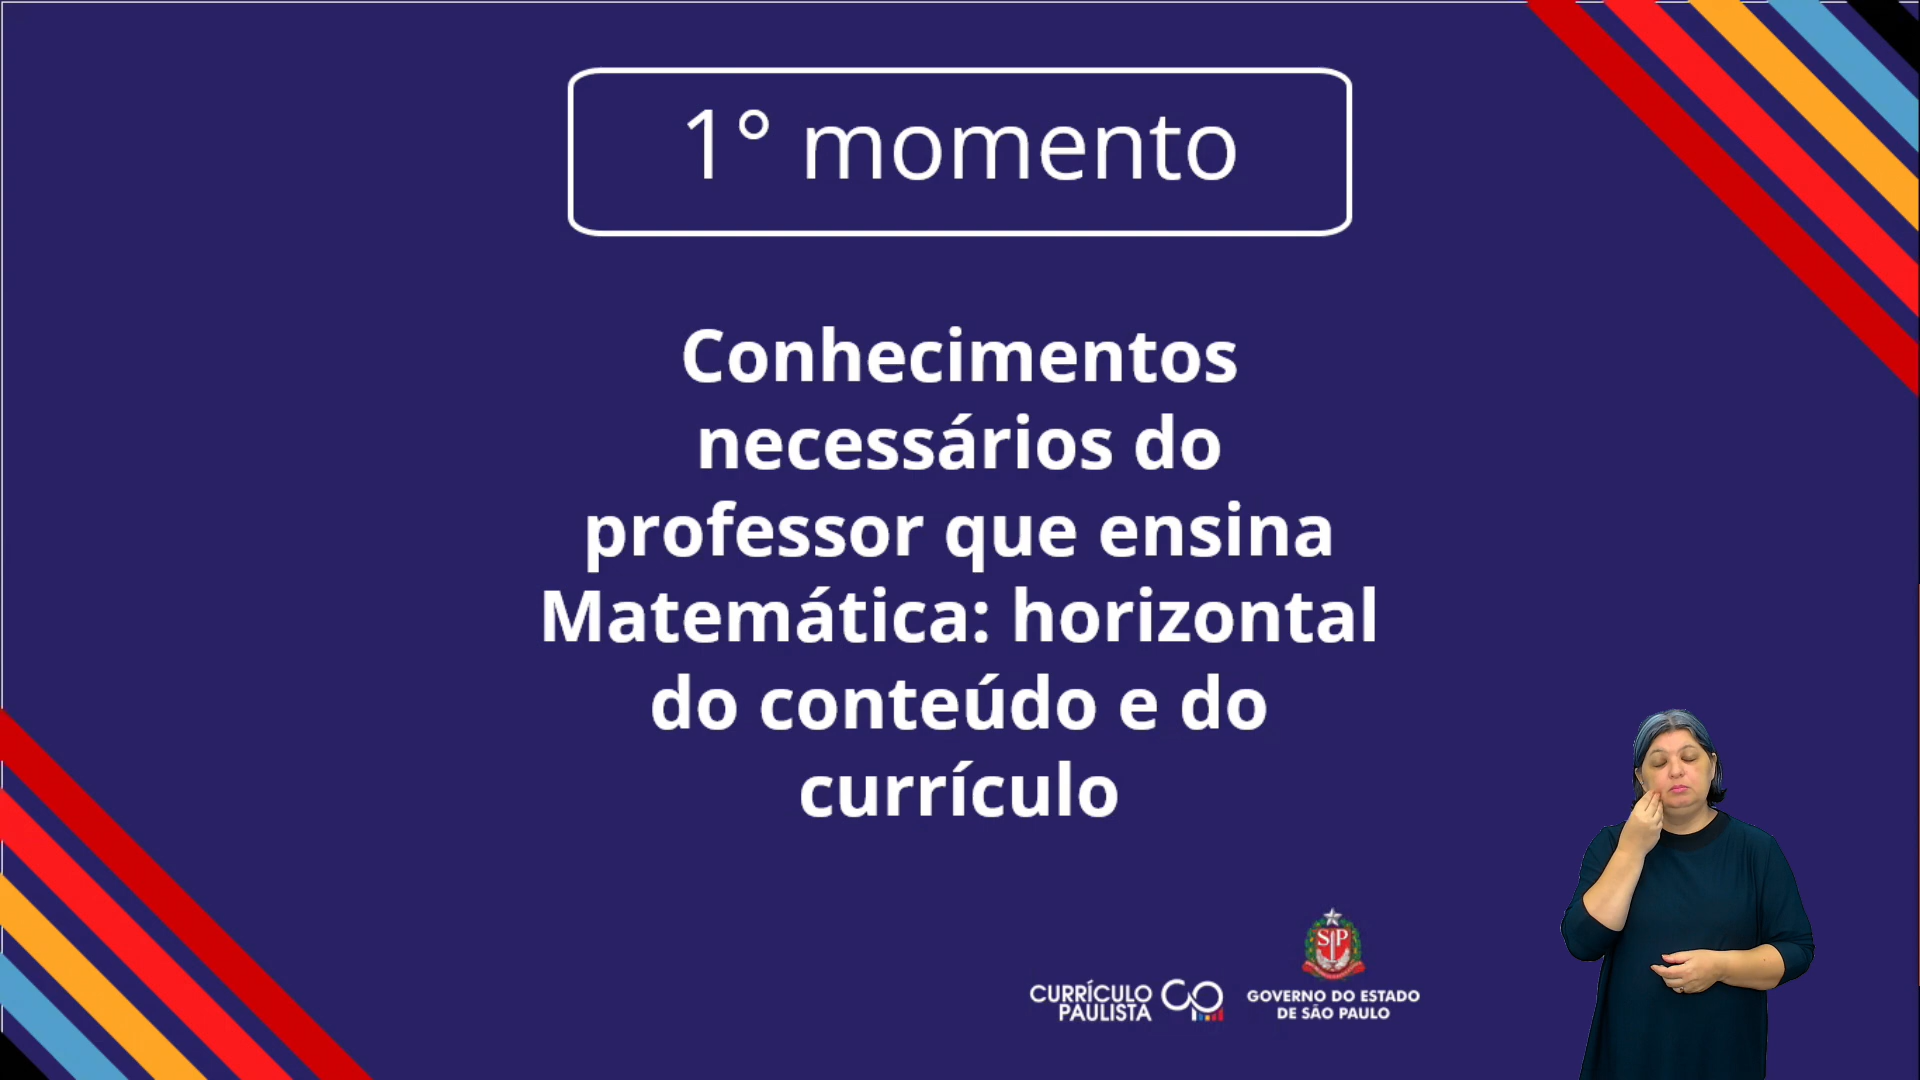 1° momento
Conhecimentos
necessários do
professor que ensina
Matemática: horizontal
do conteúdo e do
currículo
SP
CURRÍCULO
PAULISTA
GOVERNO DO ESTADO
DE SÃO PAULO